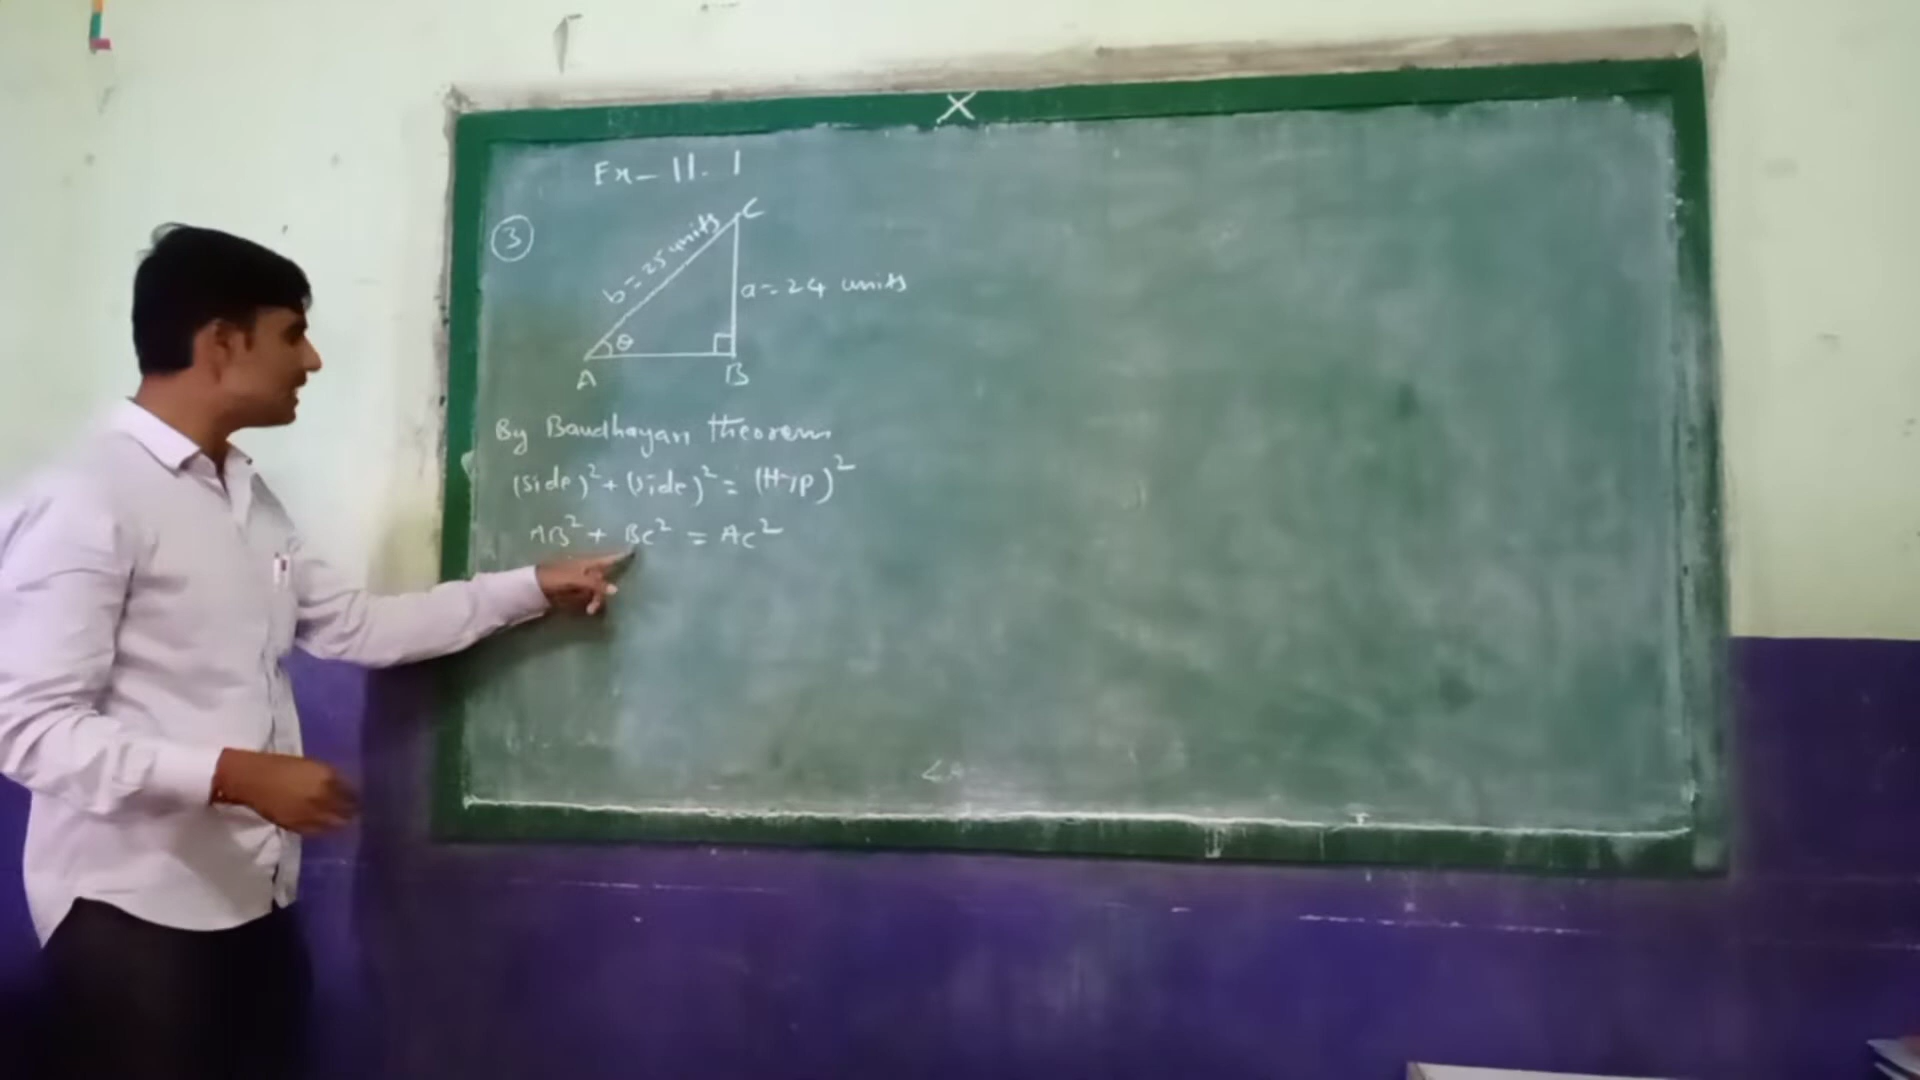 X
Ex - 11.1
③
C
b = 25 units
a = 24 units
θ
A B
By Baudhayan theorem
(side)² + (side)² = (Hyp)²
AB² + BC² = AC²